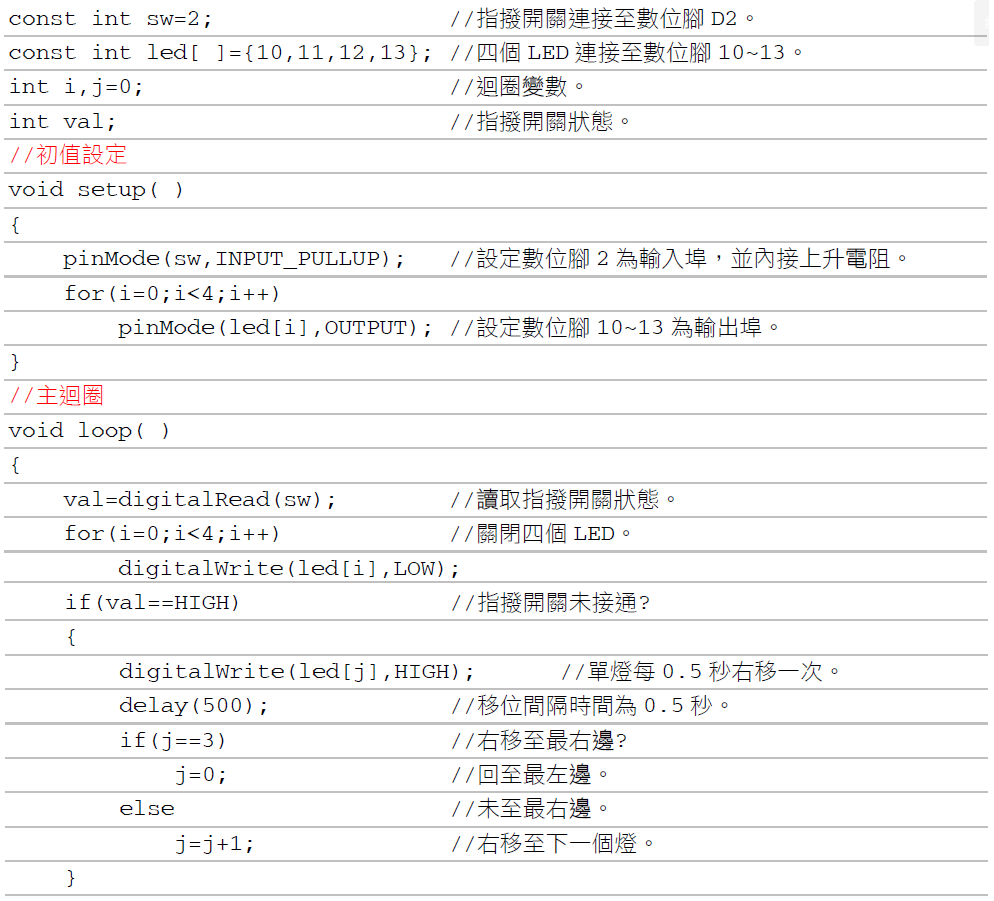 const int sw=2; //指撥開關連接至數位腳 D2。
const int led[ ]={10,11,12,13}; //四個 LED 連接至數位腳 10~13。
int i,j=0; //迴圈變數。
int val; //指撥開關狀態。
//初值設定
void setup( )
{
pinMode(sw,INPUT_PULLUP); //設定數位腳 2 為輸入埠，並內接上升電阻。
for(i=0;i<4;i++)
pinMode(led[i],OUTPUT); //設定數位腳 10~13 為輸出埠。
}
//主迴圈
void loop( )
{
val=digitalRead(sw); //讀取指撥開關狀態。
for(i=0;i<4;i++) //關閉四個 LED。
digitalWrite(led[i],LOW);
if(val==HIGH) //指撥開關未接通?
{
digitalWrite(led[j],HIGH); //單燈每 0.5 秒右移一次。
delay(500); //移位間隔時間為 0.5 秒。
if(j==3) //右移至最右邊?
j=0; //回至最左邊。
else //未至最右邊。
j=j+1; //右移至下一個燈。
}